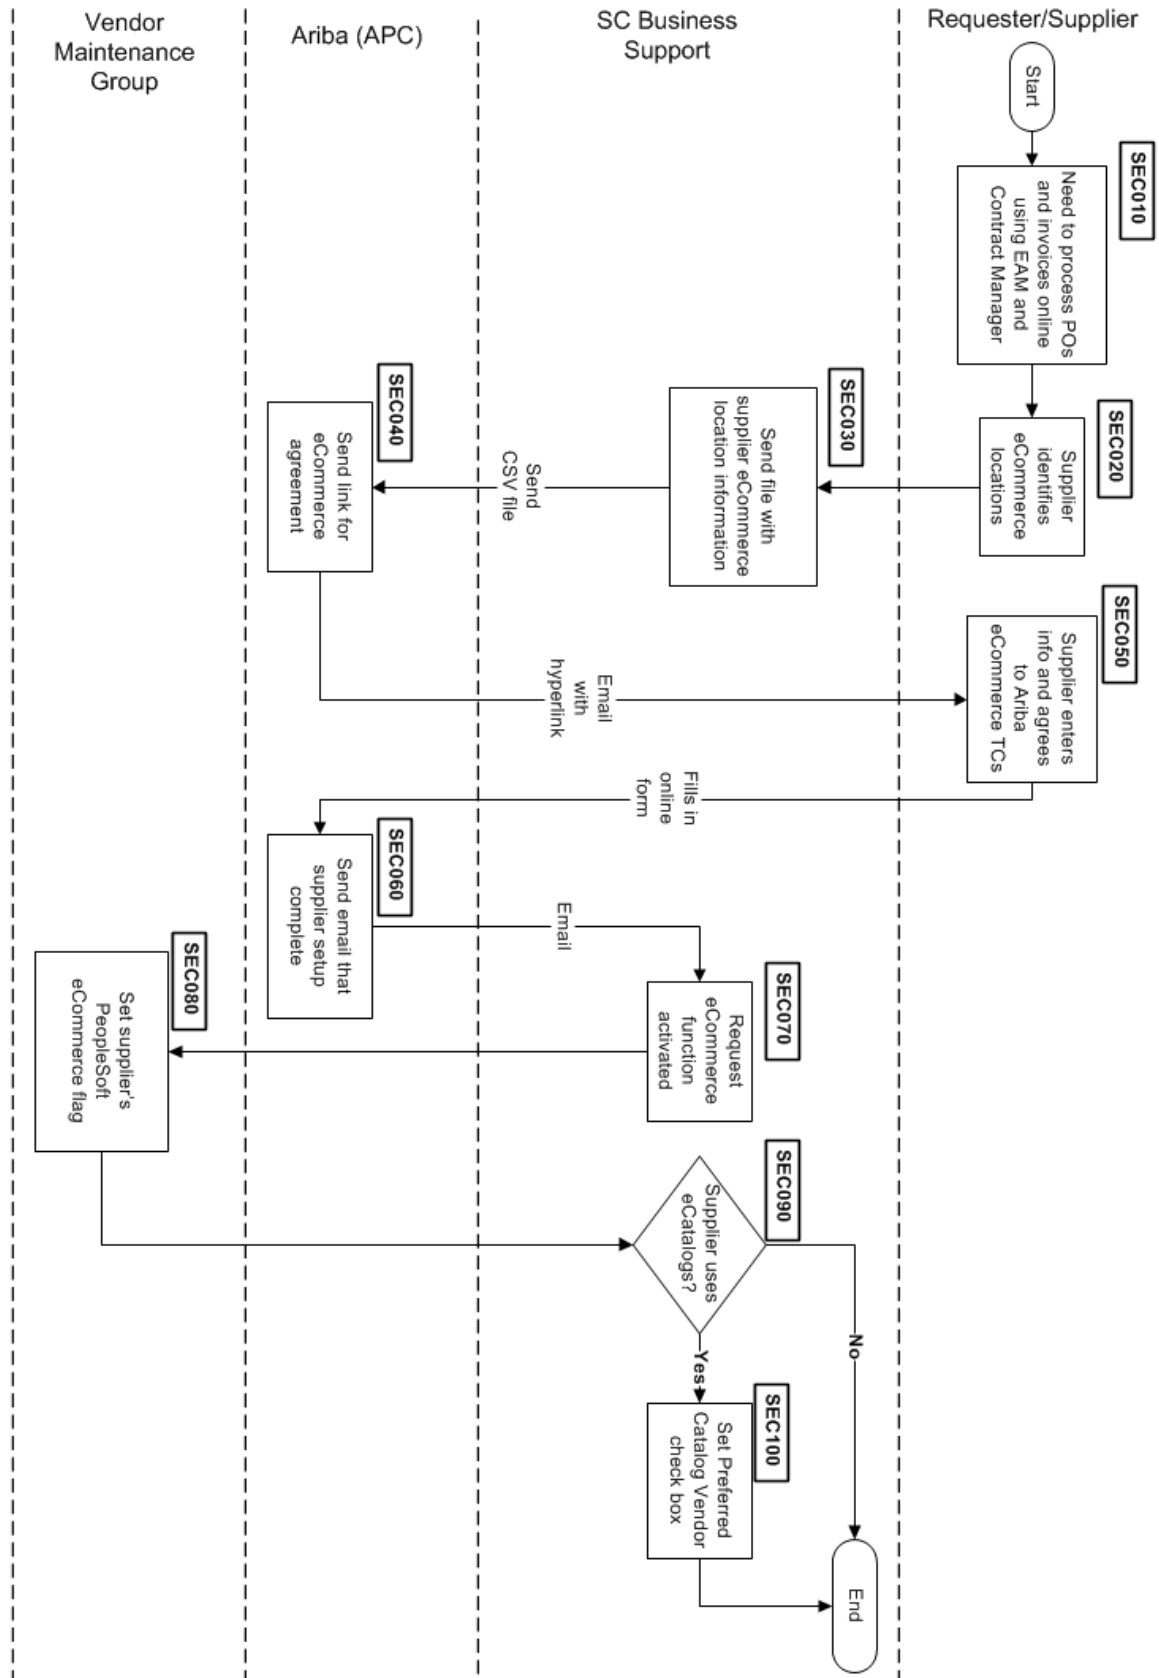 Vendor
Maintenance
Group
Ariba (APC)
SC Business
Support
Requester/Supplier
Start
SEC010
Need to process POs
and invoices online
using EAM and
Contract Manager
SEC020
Supplier
identifies
eCommerce
locations
SEC030
Send file with
supplier eCommerce
location information
Send
CSV file
SEC040
Send link for
eCommerce
agreement
Email
with
hyperlink
SEC050
Supplier enters
info and agrees
to Ariba
eCommerce TCs
Fills in
online
form
SEC060
Send email that
supplier setup
complete
Email
SEC070
Request
eCommerce
function
activated
SEC080
Set supplier's
PeopleSoft
eCommerce flag
SEC090
Supplier uses
eCatalogs?
No
Yes
SEC100
Set Preferred
Catalog Vendor
check box
End